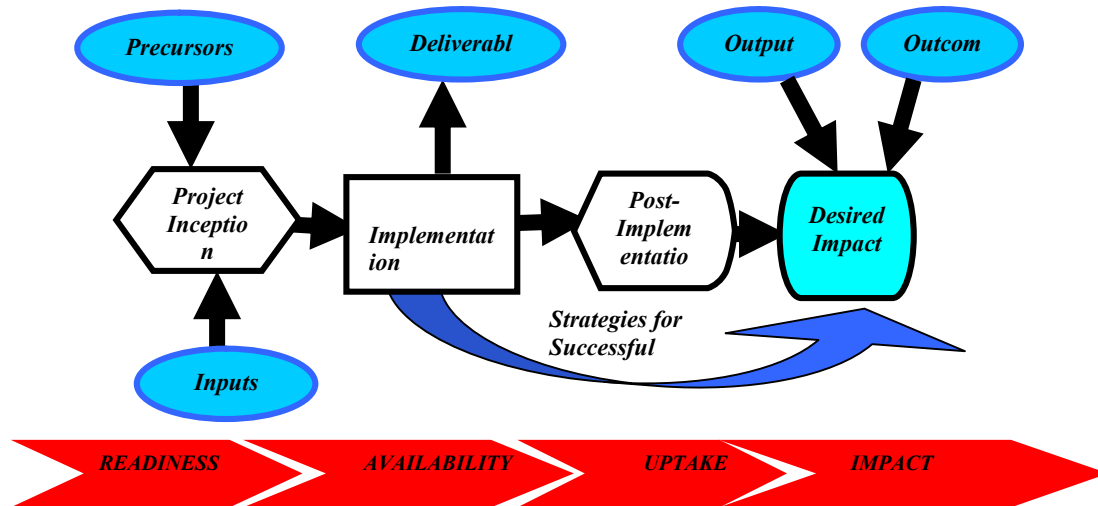 Precursors
Deliverabl
Output
Outcom
Project
Inceptio
n
Implementat
ion
Post-
Implem
entatio
Desired
Impact
Strategies for
Successful
Inputs
READINESS
AVAILABILITY
UPTAKE
IMPACT